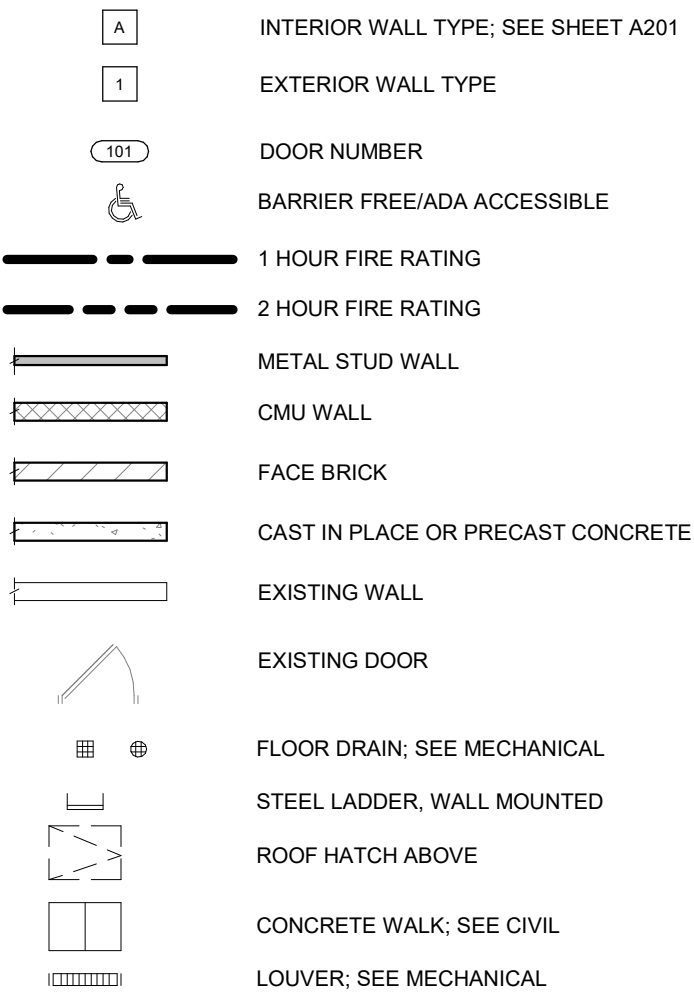 A INTERIOR WALL TYPE; SEE SHEET A201
1 EXTERIOR WALL TYPE
101 DOOR NUMBER
BARRIER FREE/ADA ACCESSIBLE
1 HOUR FIRE RATING
2 HOUR FIRE RATING
METAL STUD WALL
CMU WALL
FACE BRICK
CAST IN PLACE OR PRECAST CONCRETE
EXISTING WALL
EXISTING DOOR
FLOOR DRAIN; SEE MECHANICAL
STEEL LADDER, WALL MOUNTED
ROOF HATCH ABOVE
CONCRETE WALK; SEE CIVIL
LOUVER; SEE MECHANICAL